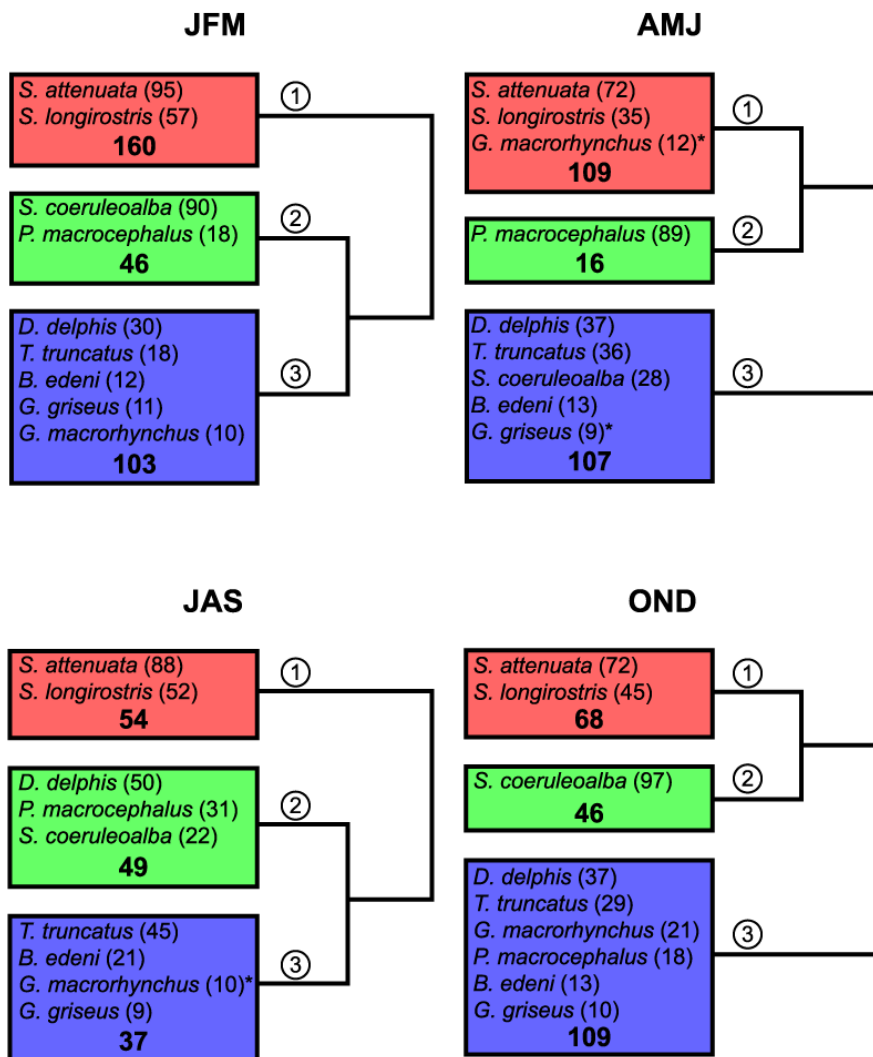 JFM
S. attenuata (95)
①
S. longirostris (57)
160
S. coeruleoalba (90)
②
P. macrocephalus (18)
46
D. delphis (30)
T. truncatus (18)
③
B. edeni (12)
G. griseus (11)
G. macrorhynchus (10)
103
AMJ
S. attenuata (72)
①
S. longirostris (35)
G. macrorhynchus (12)*
109
P. macrocephalus (89)
②
16
D. delphis (37)
T. truncatus (36)
③
S. coeruleoalba (28)
B. edeni (13)
G. griseus (9)*
107
JAS
S. attenuata (88)
①
S. longirostris (52)
54
D. delphis (50)
②
P. macrocephalus (31)
S. coeruleoalba (22)
49
T. truncatus (45)
B. edeni (21)
③
G. macrorhynchus (10)*
G. griseus (9)
37
OND
S. attenuata (72)
①
S. longirostris (45)
68
S. coeruleoalba (97)
②
46
D. delphis (37)
T. truncatus (29)
G. macrorhynchus (21)
③
P. macrocephalus (18)
B. edeni (13)
G. griseus (10)
109